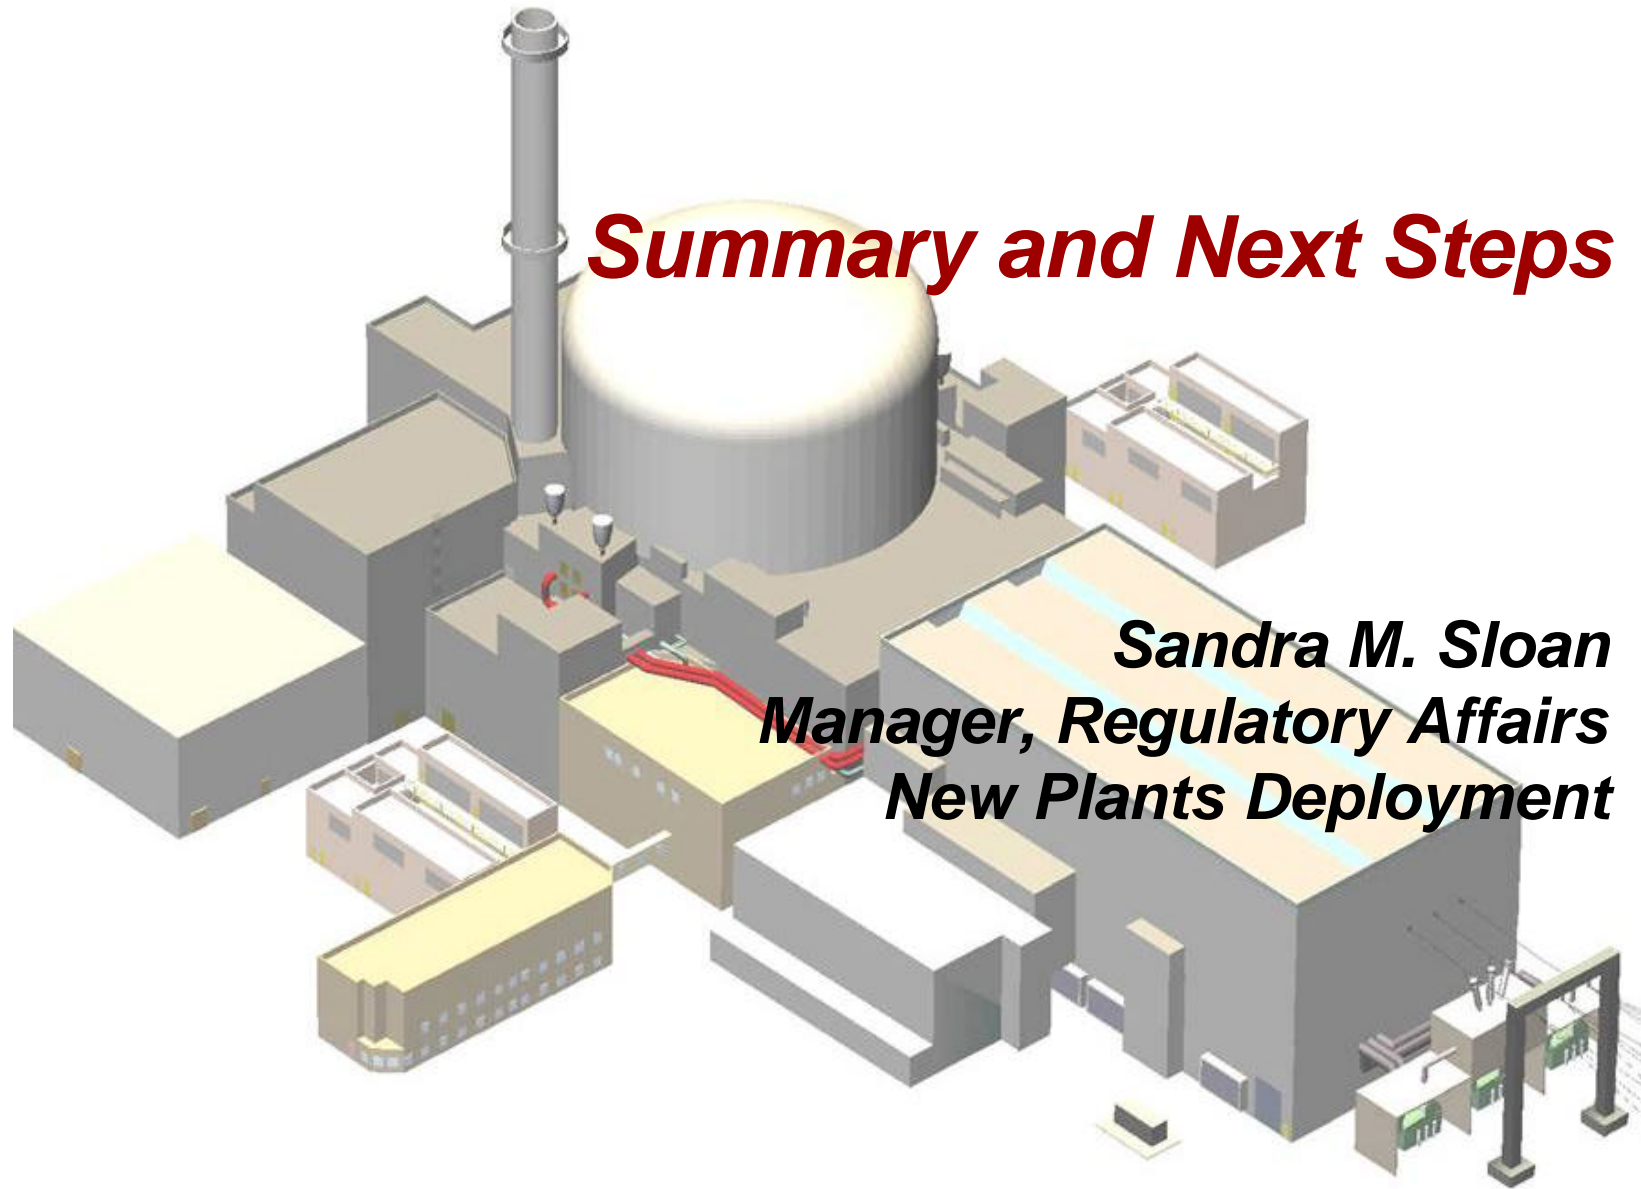 Summary and Next Steps
Sandra M. Sloan
Manager, Regulatory Affairs
New Plants Deployment